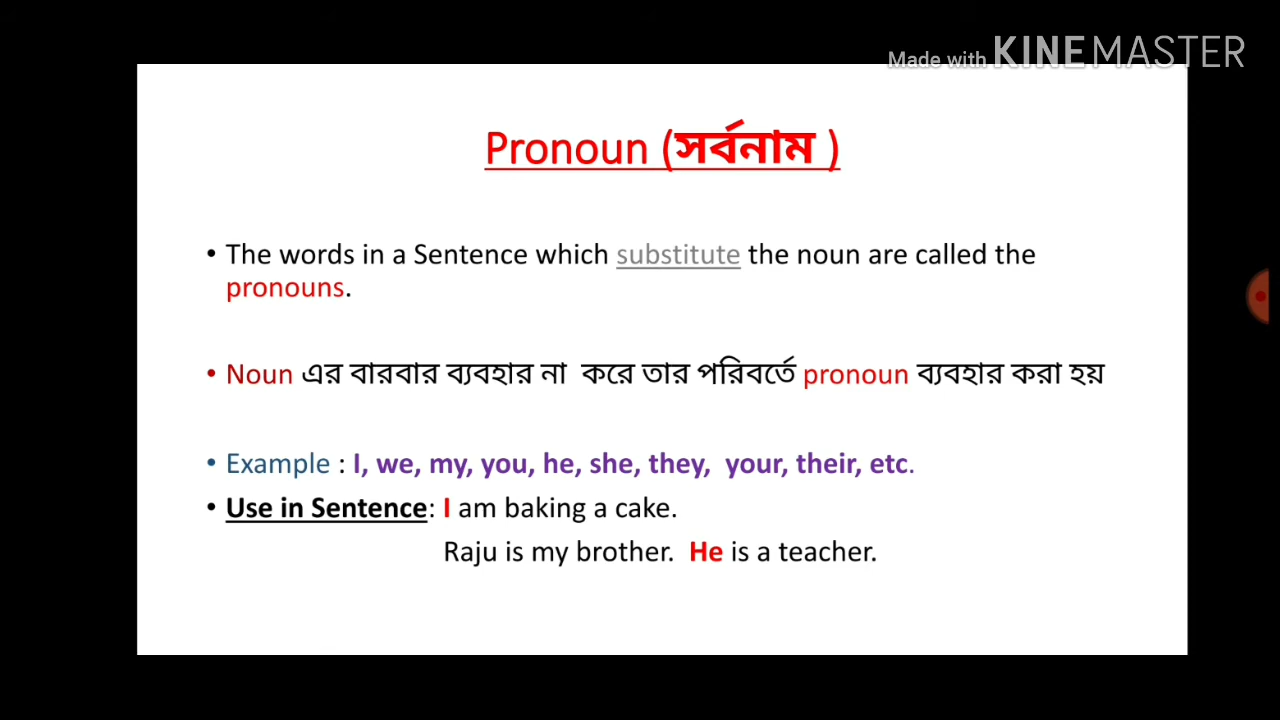 Made with KINEMASTER
Pronoun (সর্বনাম )
• The words in a Sentence which substitute the noun are called the
pronouns.
• Noun এর বারবার ব্যবহার না করে তার পরিবর্তে pronoun ব্যবহার করা হয়
• Example : I, we, my, you, he, she, they, your, their, etc.
• Use in Sentence: I am baking a cake.
Raju is my brother. He is a teacher.